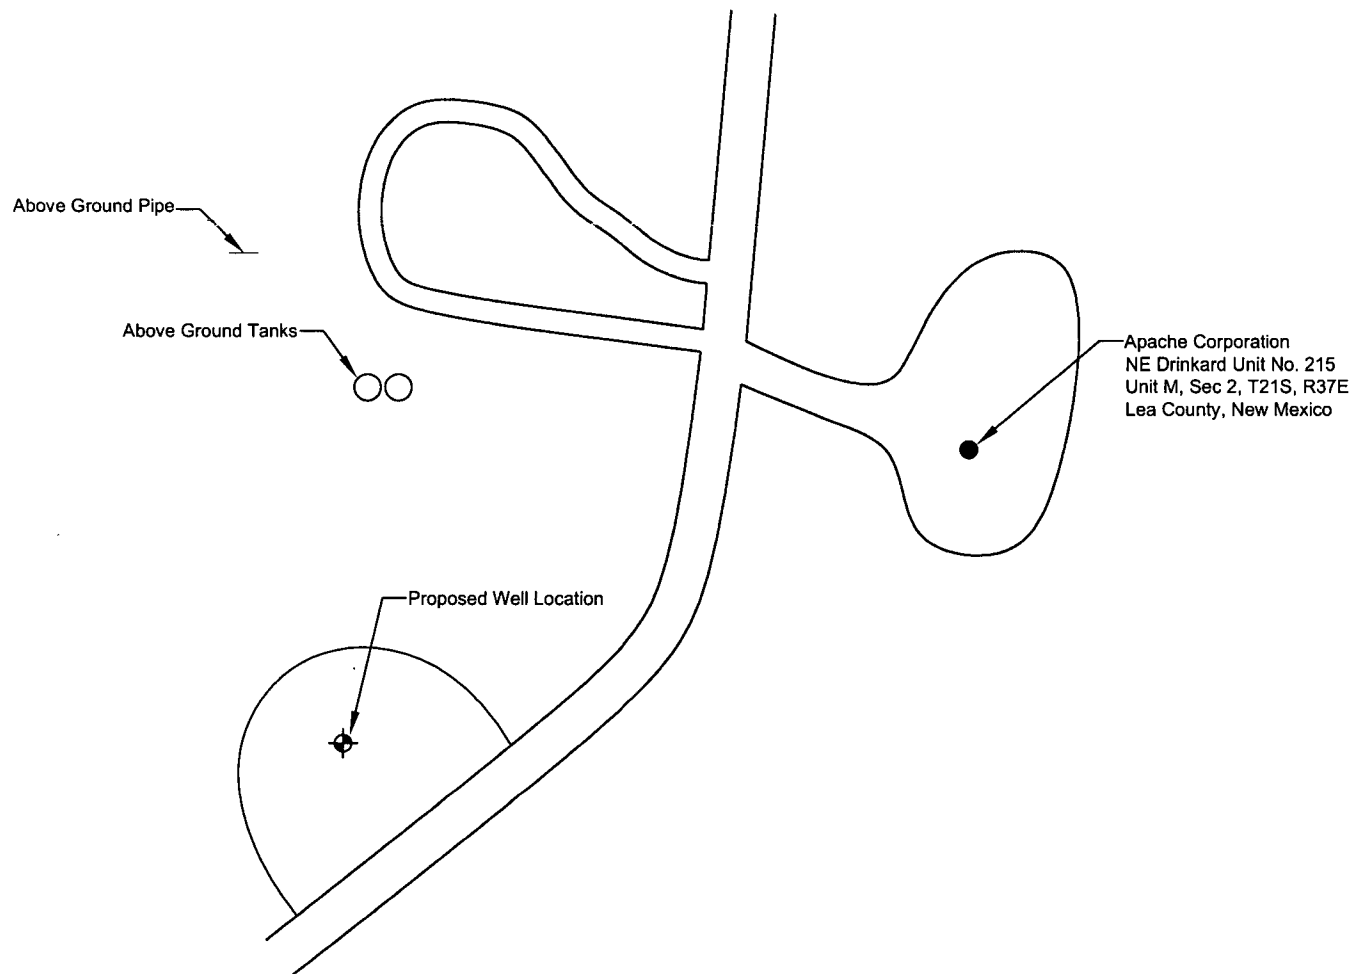 Above Ground Pipe
Above Ground Tanks
Apache Corporation
NE Drinkard Unit No. 215
Unit M, Sec 2, T21S, R37E
Lea County, New Mexico
Proposed Well Location